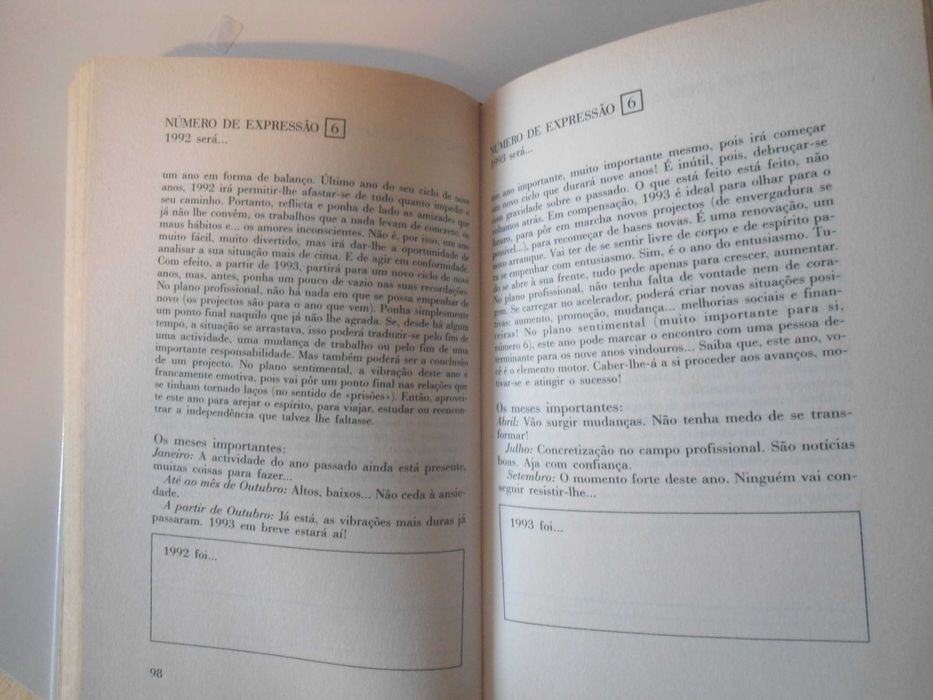 NÚMERO DE EXPRESSÃO 6
1992 será...
um ano em forma de balanço. Último ano do seu ciclo de nove
anos, 1992 irá permitir-lhe afastar-se de tudo quanto impedir o
seu caminho. Portanto, reflicta e ponha de lado as amizades que
já não lhe convêm, os trabalhos que a nada levam de concreto, os
maus hábitos e... os amores inconscientes. Não é, por isso, um ano
muito fácil, muito divertido, mas irá dar-lhe a oportunidade de
analisar a sua situação mais de cima. E de agir em conformidade.
Com efeito, a partir de 1993, partirá para um novo ciclo de nove
anos, mas, antes, ponha um pouco de vazio nas suas recordações.
No plano profissional, não há nada em que se possa empenhar de
novo (os projectos são para o ano que vem). Ponha simplesmente
um ponto final naquilo que já não lhe agrada. Se, desde há algum
tempo, a situação se arrastava, isso poderá traduzir-se pelo fim de
uma actividade, uma mudança de trabalho ou pelo fim de uma
importante responsabilidade. Mas também poderá ser a conclusão
de um projecto. No plano sentimental, a vibração deste ano é
francamente emotiva, pois vai pôr um ponto final nas relações que
se tinham tornado laços (no sentido de «prisões»). Então, aprovei-
te este ano para arejar o espírito, para viajar, estudar ou reencon-
trar a independência que talvez lhe faltasse.
Os meses importantes:
Janeiro: A actividade do ano passado ainda está presente,
muitas coisas para fazer...
Até ao mês de Outubro: Altos, baixos... Não ceda à ansie-
dade.
A partir de Outubro: Já está, as vibrações mais duras já
passaram. 1993 em breve estará aí!
1992 foi...
98
NÚMERO DE EXPRESSÃO 6
1993 será...
um ano importante, muito importante mesmo, pois irá começar
um novo ciclo que durará nove anos! É inútil, pois, debruçar-se
com gravidade sobre o passado. O que está feito está feito, não
voltamos atrás. Em compensação, 1993 é ideal para olhar para o
futuro, para pôr em marcha novos projectos (de envergadura se
possível...), para recomeçar de bases novas. É uma renovação, um
novo arranque. Vai ter de se sentir livre de corpo e de espírito pa-
ra se empenhar com entusiasmo. Sim, é o ano do entusiasmo. Tu-
do se abre à sua frente, tudo pede apenas para crescer, aumentar.
No plano profissional, não tenha falta de vontade nem de cora-
gem. Se carregar no acelerador, poderá criar novas situações posi-
tivas: aumento, promoção, mudança... melhorias sociais e finan-
ceiras! No plano sentimental (muito importante para si,
número 6), este ano pode marcar o encontro com uma pessoa de-
terminante para os nove anos vindouros... Saiba que, este ano, vo-
cê é o elemento motor. Caber-lhe-á a si proceder aos avanços, mo-
tivar-se e atingir o sucesso!
Os meses importantes:
Abril: Vão surgir mudanças. Não tenha medo de se trans-
formar!
Julho: Concretização no campo profissional. São notícias
boas. Aja com confiança.
Setembro: O momento forte deste ano. Ninguém vai con-
seguir resistir-lhe...
1993 foi...